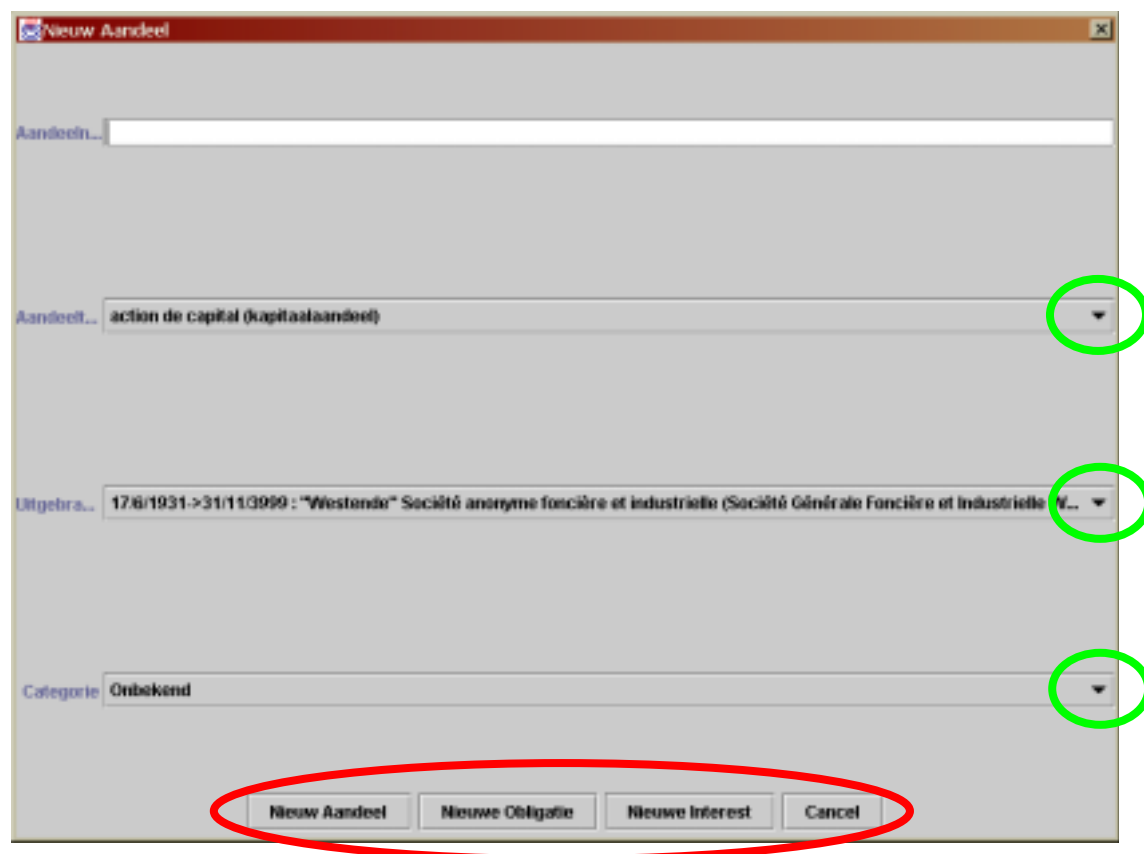 Nieuw Aandeel
Aandeeln...
Aandeelt... action de capital (kapitaalaandeel)
Uitgebra... 17/6/1931->31/11/3999 : "Westende" Société anonyme foncière et industrielle (Société Générale Foncière et Industrielle W...
Categorie Onbekend
Nieuw Aandeel Nieuwe Obligatie Nieuwe Interest Cancel